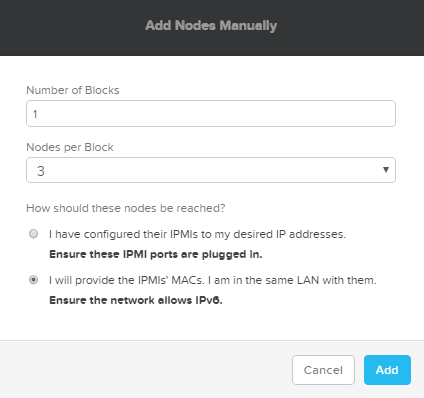 Add Nodes Manually
Number of Blocks
1
Nodes per Block
3
How should these nodes be reached?
I have configured their IPMIs to my desired IP addresses.
Ensure these IPMI ports are plugged in.
I will provide the IPMIs' MACs. I am in the same LAN with them.
Ensure the network allows IPv6.
Cancel
Add